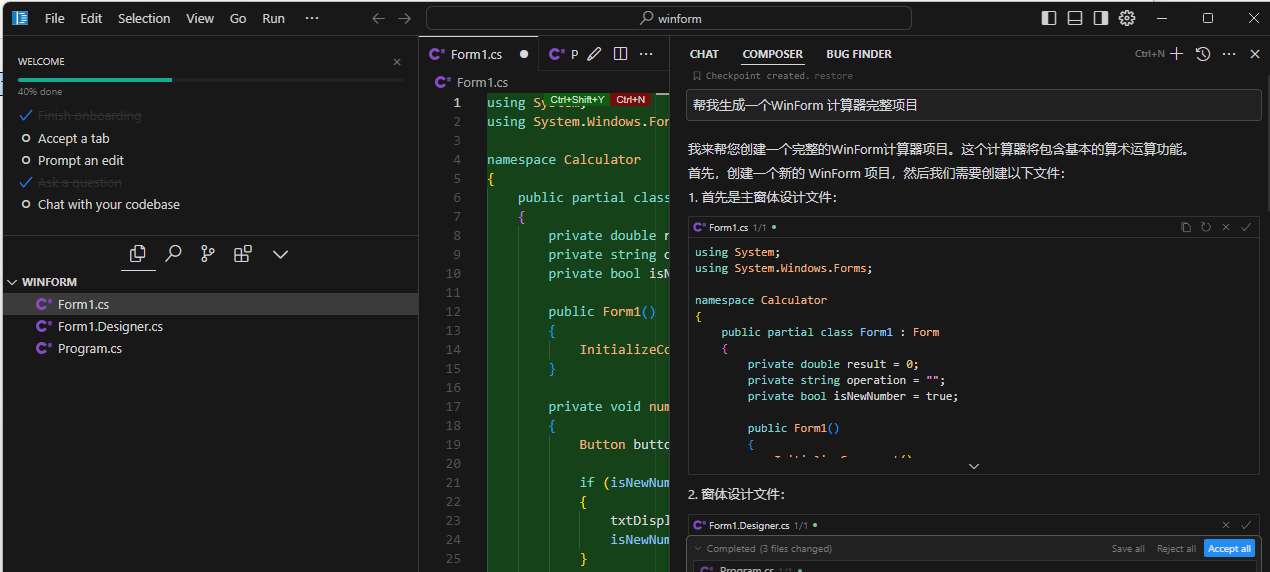 File Edit Selection View Go Run ···
winform
WELCOME
40% done
Finish onboarding
Accept a tab
Prompt an edit
Ask a question
Chat with your codebase
WINFORM
C# Form1.cs
C# Form1.Designer.cs
C# Program.cs
C# Form1.cs ● C# P ···
C# Form1.cs
Ctrl+Shift+Y Ctrl+N
1 using System;
2 using System.Windows.For
3
4 namespace Calculator
5 {
6 public partial class
7 {
8 private double r
9 private string o
10 private bool isN
11
12 public Form1()
13 {
14 InitializeCo
15 }
16
17 private void num
18 {
19 Button butto
20
21 if (isNewNum
22 {
23 txtDispl
24 isNewNum
25 }
CHAT COMPOSER BUG FINDER Ctrl+N ···
Checkpoint created. restore
帮我生成一个WinForm 计算器完整项目
我来帮您创建一个完整的WinForm计算器项目。这个计算器将包含基本的算术运算功能。
首先，创建一个新的 WinForm 项目，然后我们需要创建以下文件：
1. 首先是主窗体设计文件：
C# Form1.cs 1/1 ●
using System;
using System.Windows.Forms;
namespace Calculator
{
public partial class Form1 : Form
{
private double result = 0;
private string operation = "";
private bool isNewNumber = true;
public Form1()
{
InitializeComponent()
2. 窗体设计文件：
C# Form1.Designer.cs 1/1 ●
Completed (3 files changed) Save all Reject all Accept all
C# Program.cs 1/1 ●